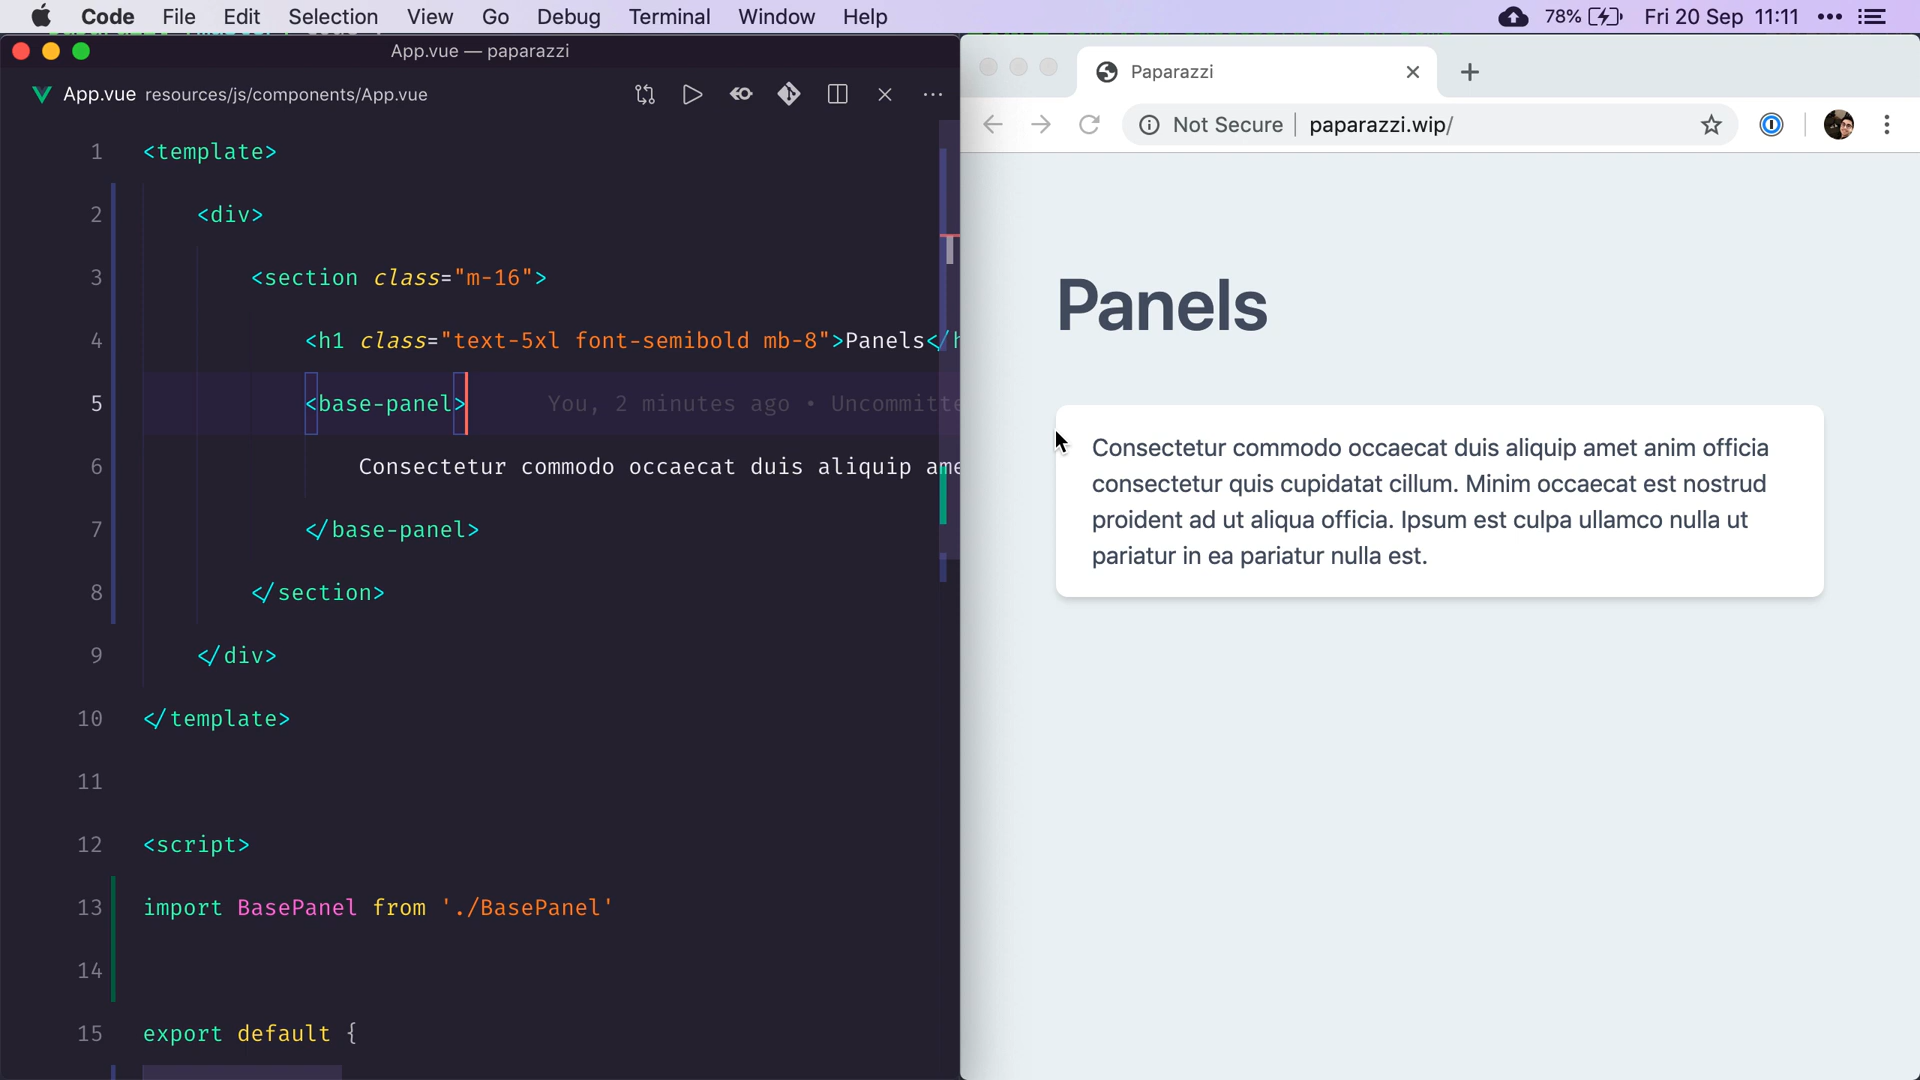 Code File Edit Selection View Go Debug Terminal Window Help
78% Fri 20 Sep 11:11
App.vue — paparazzi
App.vue resources/js/components/App.vue
1 <template>
2 <div>
3 <section class="m-16">
4 <h1 class="text-5xl font-semibold mb-8">Panels</h
5 <base-panel> You, 2 minutes ago • Uncommitte
6 Consectetur commodo occaecat duis aliquip ame
7 </base-panel>
8 </section>
9 </div>
10 </template>
11
12 <script>
13 import BasePanel from './BasePanel'
14
15 export default {
Paparazzi
Not Secure | paparazzi.wip/
Panels
Consectetur commodo occaecat duis aliquip amet anim officia
consectetur quis cupidatat cillum. Minim occaecat est nostrud
proident ad ut aliqua officia. Ipsum est culpa ullamco nulla ut
pariatur in ea pariatur nulla est.